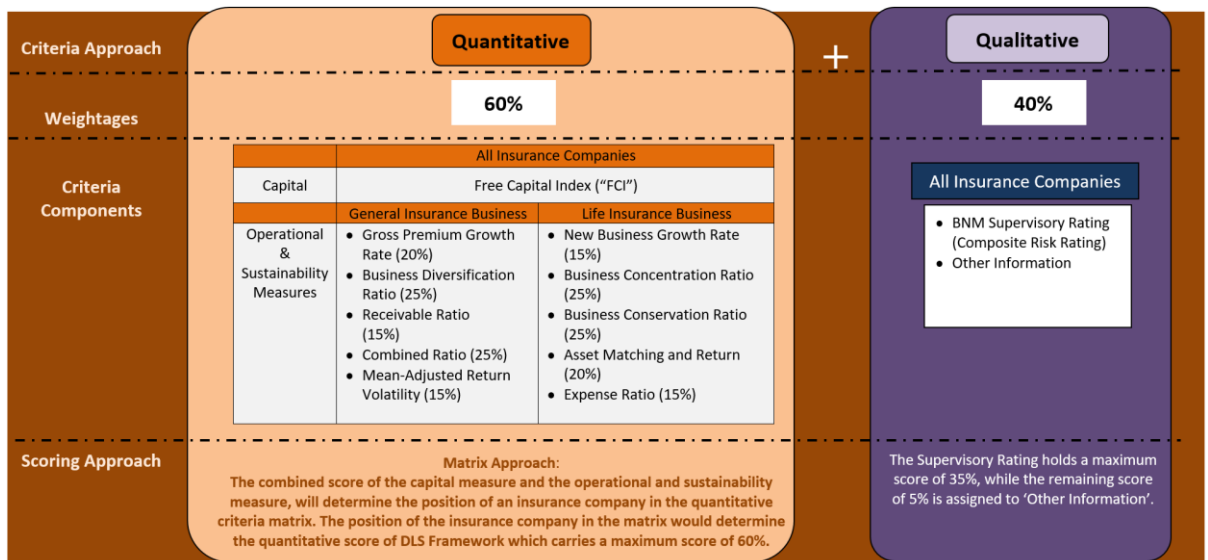 Criteria Approach
Quantitative
+
Qualitative
Weightages
60%
40%
Criteria
Components
All Insurance Companies
Capital
Free Capital Index (“FCI”)
General Insurance Business
Life Insurance Business
Operational
&
Sustainability
Measures
• Gross Premium Growth
Rate (20%)
• Business Diversification
Ratio (25%)
• Receivable Ratio
(15%)
• Combined Ratio (25%)
• Mean-Adjusted Return
Volatility (15%)
• New Business Growth Rate
(15%)
• Business Concentration Ratio
(25%)
• Business Conservation Ratio
(25%)
• Asset Matching and Return
(20%)
• Expense Ratio (15%)
All Insurance Companies
• BNM Supervisory Rating
(Composite Risk Rating)
• Other Information
Scoring Approach
Matrix Approach:
The combined score of the capital measure and the operational and sustainability
measure, will determine the position of an insurance company in the quantitative
criteria matrix. The position of the insurance company in the matrix would determine
the quantitative score of DLS Framework which carries a maximum score of 60%.
The Supervisory Rating holds a maximum
score of 35%, while the remaining score
of 5% is assigned to ‘Other Information’.